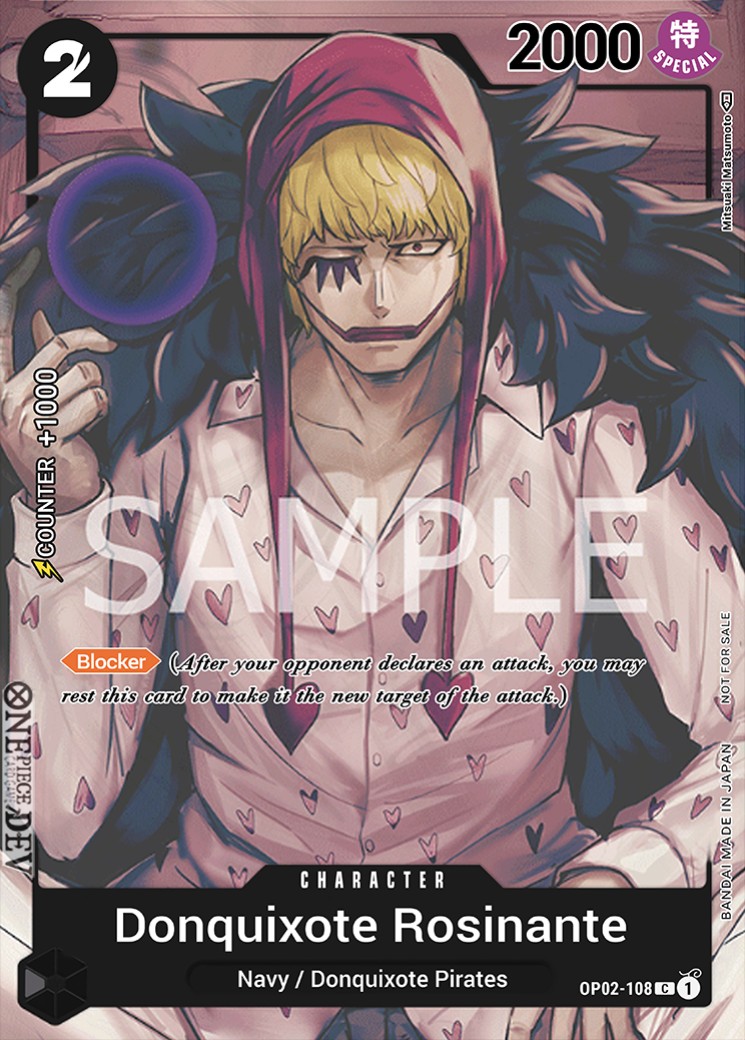 2
2000
特
SPECIAL
Mitsuaki Matsumoto
COUNTER +1000
SAMPLE
Blocker (After your opponent declares an attack, you may
rest this card to make it the new target of the attack.)
NOT FOR SALE
BANDAI MADE IN JAPAN
ONE PIECE
.DEV
CHARACTER
Donquixote Rosinante
Navy / Donquixote Pirates
OP02-108 C 1